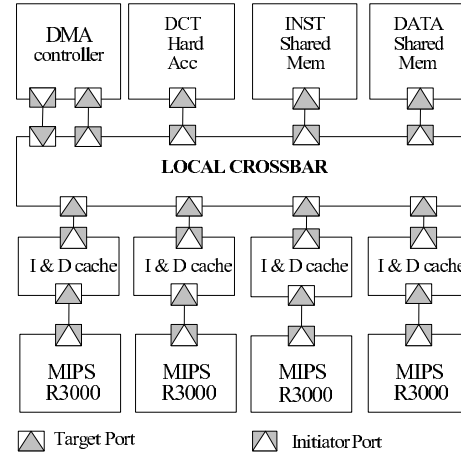 DMA
controller
DCT
Hard
Acc
INST
Shared
Mem
DATA
Shared
Mem
LOCAL CROSSBAR
I & D cache
I & D cache
I & D cache
I & D cache
MIPS
R3000
MIPS
R3000
MIPS
R3000
MIPS
R3000
Target Port
Initiator Port